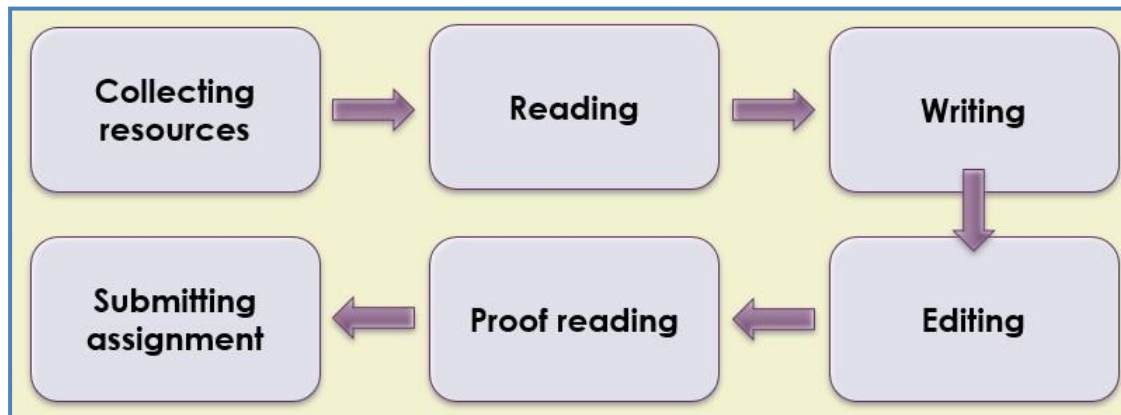 Collecting
resources
Reading
Writing
Editing
Proof reading
Submitting
assignment